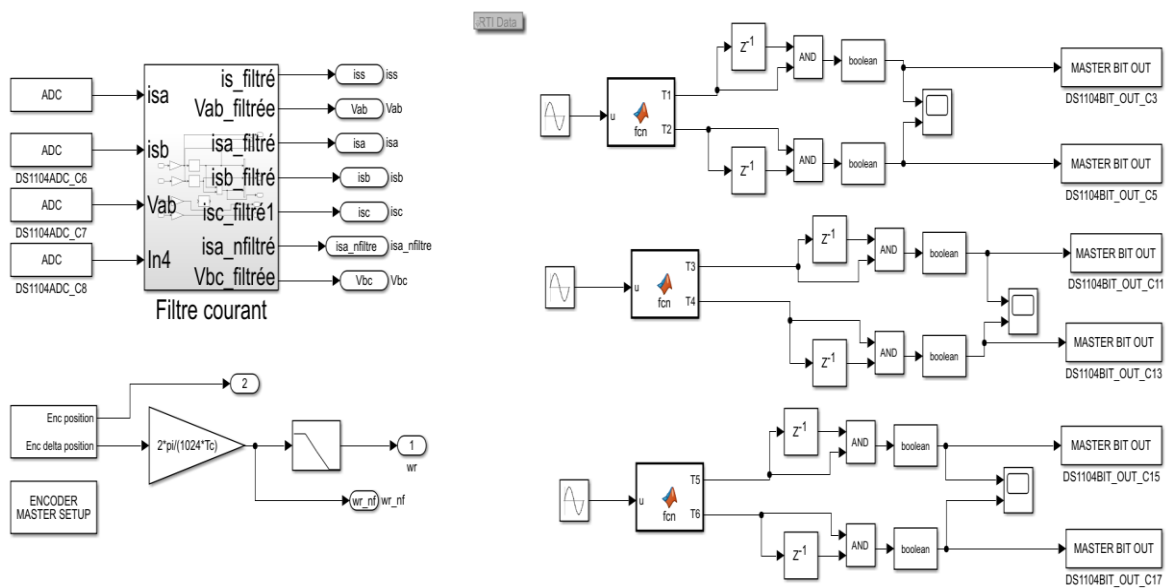 RTI Data
ADC
ADC
DS1104ADC_C6
ADC
DS1104ADC_C7
ADC
DS1104ADC_C8
isa
isb
Vab
In4
is_filtré
Vab_filtrée
isa_filtré
isb_filtré
isc_filtré1
isa_nfiltré
Vbc_filtrée
Filtre courant
iss iss
Vab Vab
isa isa
isb isb
isc isc
isa_nfiltre isa_nfiltre
Vbc Vbc
Enc position
Enc delta position
2
2*pi/(1024*Tc)
1
wr
wr_nf wr_nf
ENCODER
MASTER SETUP
u
fcn
T1
T2
z-1
AND
boolean
MASTER BIT OUT
DS1104BIT_OUT_C3
z-1
AND
boolean
MASTER BIT OUT
DS1104BIT_OUT_C5
u
fcn
T3
T4
z-1
AND
boolean
MASTER BIT OUT
DS1104BIT_OUT_C11
z-1
AND
boolean
MASTER BIT OUT
DS1104BIT_OUT_C13
u
fcn
T5
T6
z-1
AND
boolean
MASTER BIT OUT
DS1104BIT_OUT_C15
z-1
AND
boolean
MASTER BIT OUT
DS1104BIT_OUT_C17